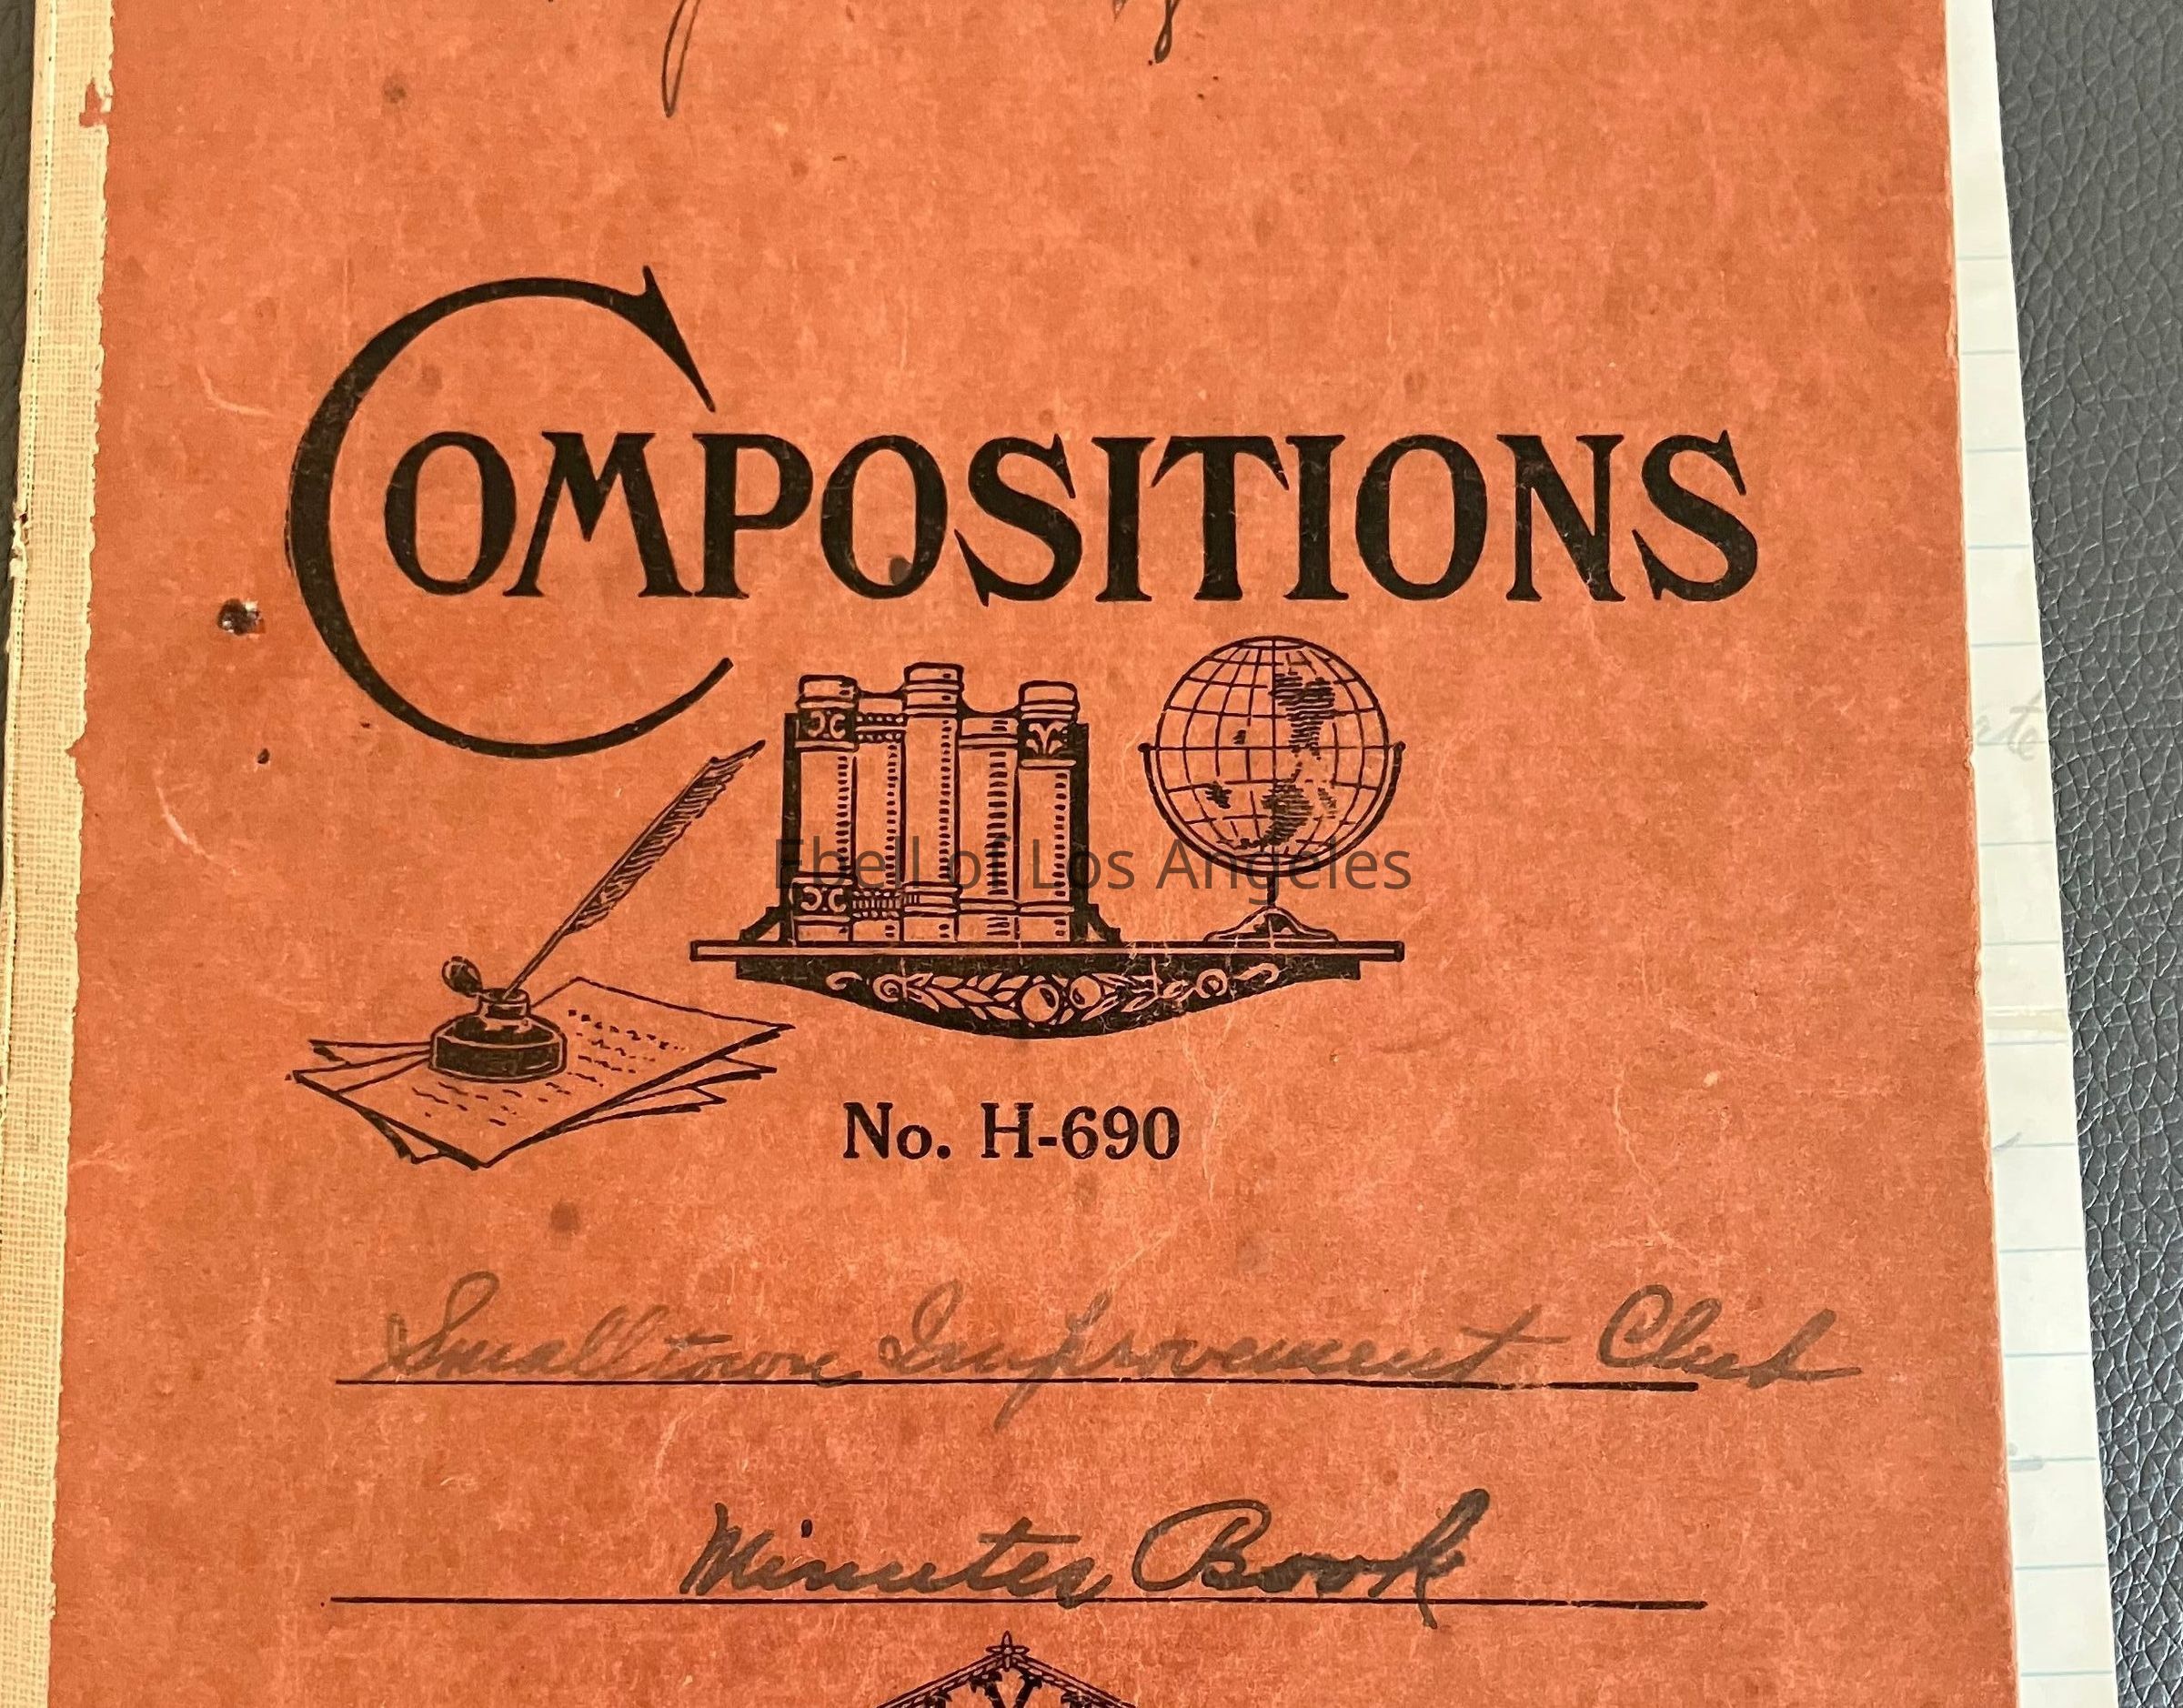 COMPOSITIONS
Ebell of Los Angeles
No. H-690
Smalltown Improvement Club
Minutes Book